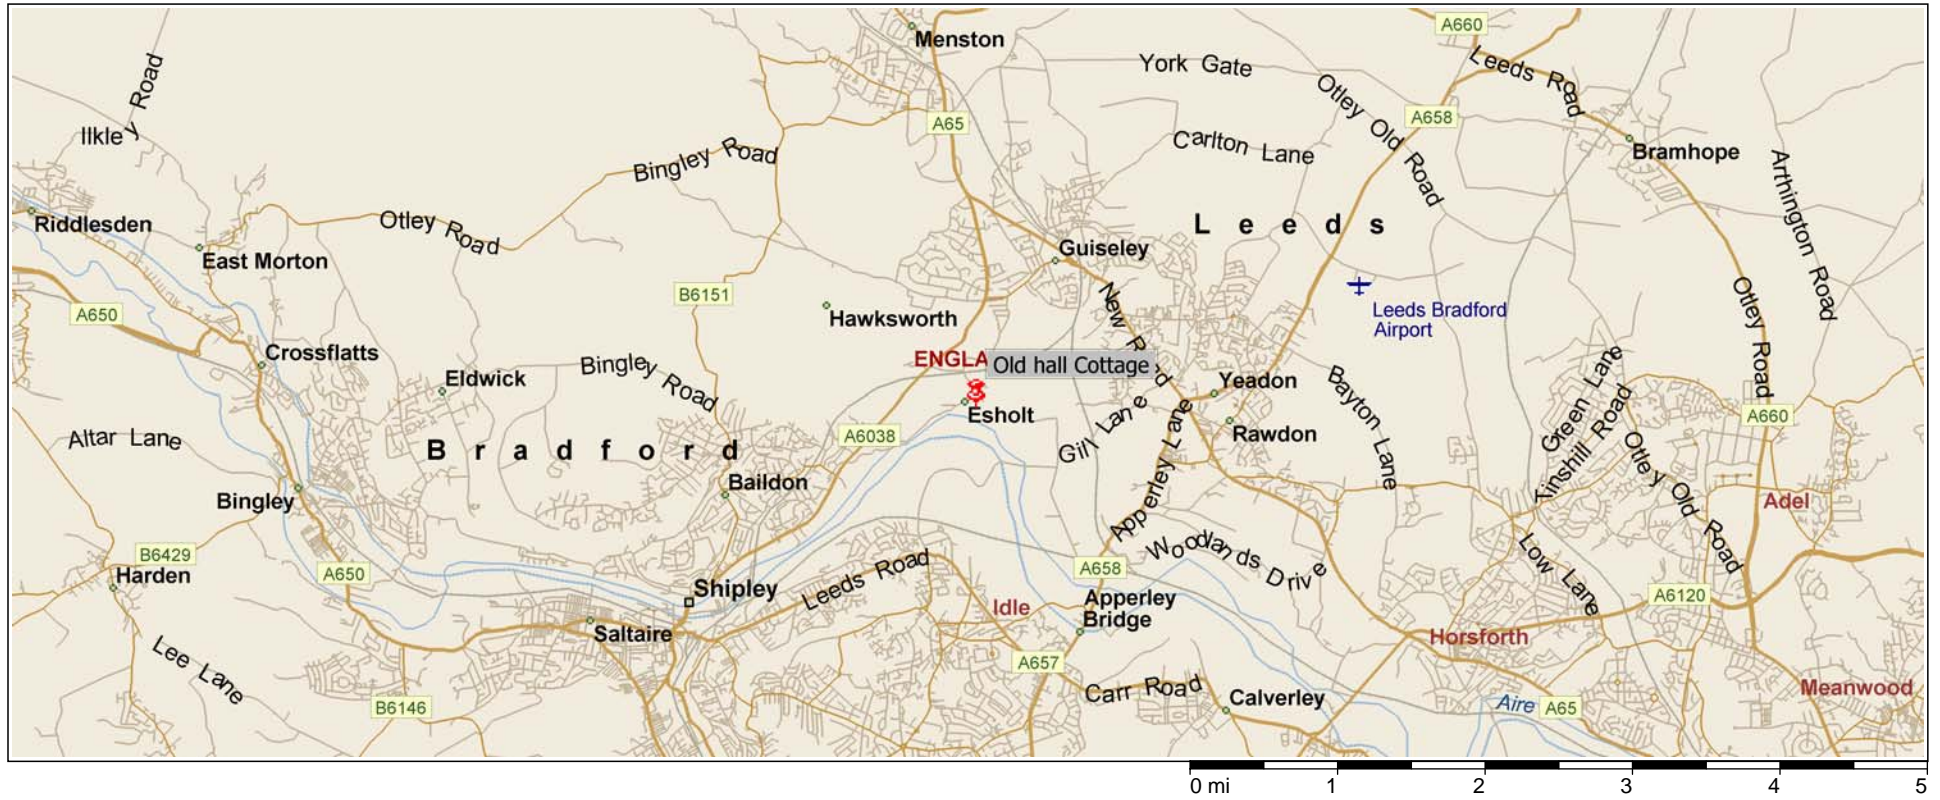 A660
Menston
York Gate
Leeds Road
Ilkley Road
Otley Old Road
A65
A658
Carlton Lane
Bramhope
Bingley Road
Arthington Road
Riddlesden
Otley Road
L e e d s
East Morton
Guiseley
B6151
A650
Hawksworth
New Road
Leeds Bradford
Airport
Otley Road
Crossflatts
ENGLA
Old hall Cottage
Eldwick
Bingley Road
Yeadon
Bayton Lane
Green Lane
Esholt
A660
Altar Lane
B r a d f o r d
A6038
Gill Lane
Apperley Lane
Rawdon
Tinshill Road
Otley Old Road
Baildon
Bingley
Adel
B6429
Harden
A650
Shipley
Leeds Road
A658
Woodlands Drive
Low Lane
Idle
Apperley
Bridge
A6120
Saltaire
Horsforth
Lee Lane
A657
Carr Road
Calverley
Meanwood
B6146
Aire
A65
0 mi 1 2 3 4 5